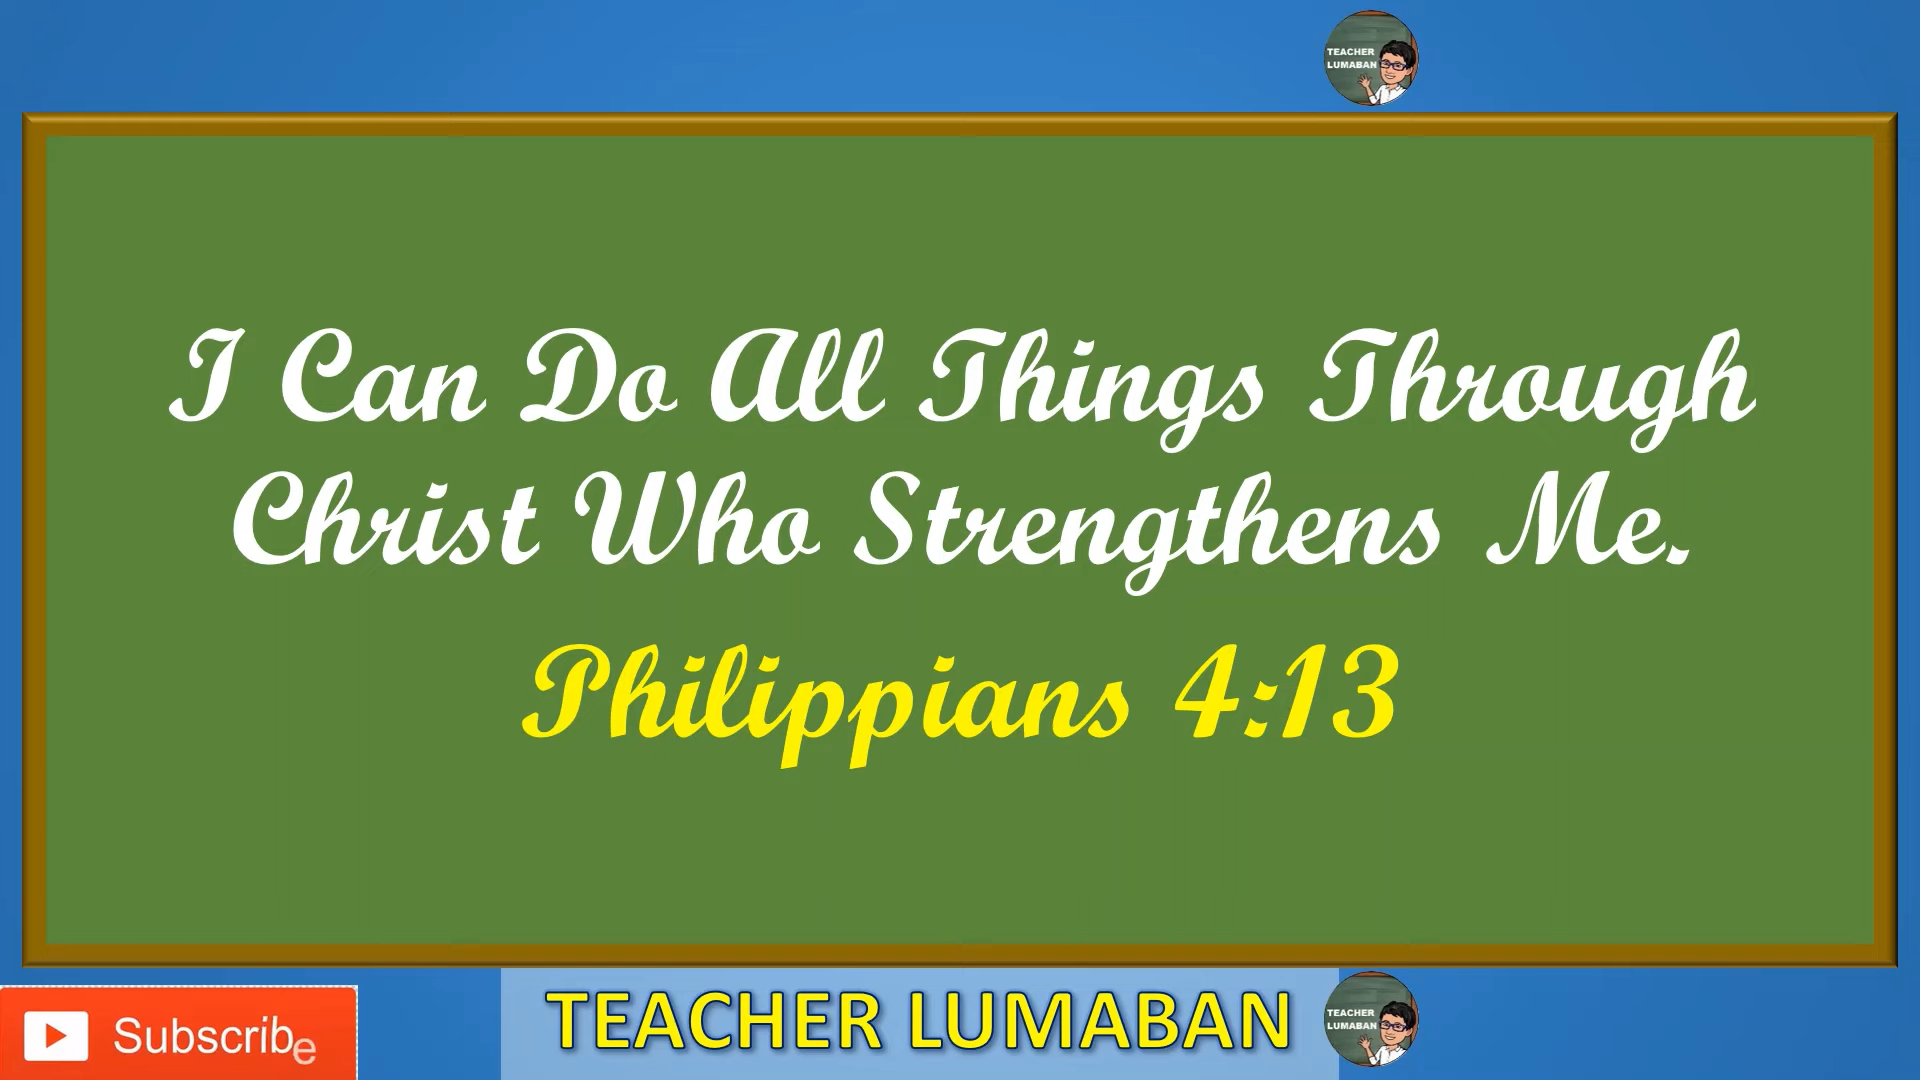 TEACHER
LUMABAN
I Can Do All Things Through
Christ Who Strengthens Me.
Philippians 4:13
Subscribe
TEACHER LUMABAN
TEACHER
LUMABAN